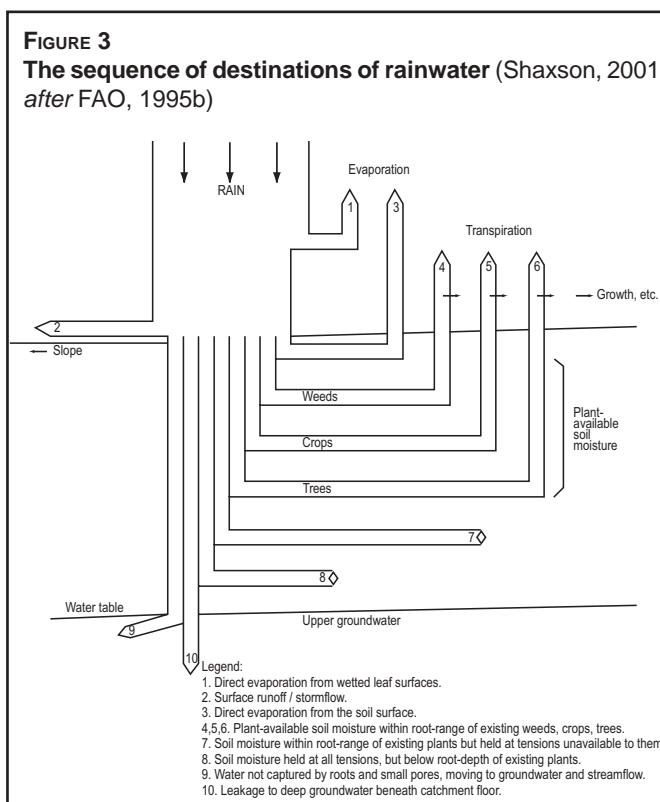 FIGURE 3
The sequence of destinations of rainwater (Shaxson, 2001
after FAO, 1995b)
Evaporation
RAIN
1
3
Transpiration
4
5
6
Growth, etc.
2
Slope
Weeds
Crops
Trees
Plant-
available
soil
moisture
7
8
Water table
Upper groundwater
9
10
Legend:
1. Direct evaporation from wetted leaf surfaces.
2. Surface runoff / stormflow.
3. Direct evaporation from the soil surface.
4,5,6. Plant-available soil moisture within root-range of existing weeds, crops, trees.
7. Soil moisture within root-range of existing plants but held at tensions unavailable to them
8. Soil moisture held at all tensions, but below root-depth of existing plants.
9. Water not captured by roots and small pores, moving to groundwater and streamflow.
10. Leakage to deep groundwater beneath catchment floor.